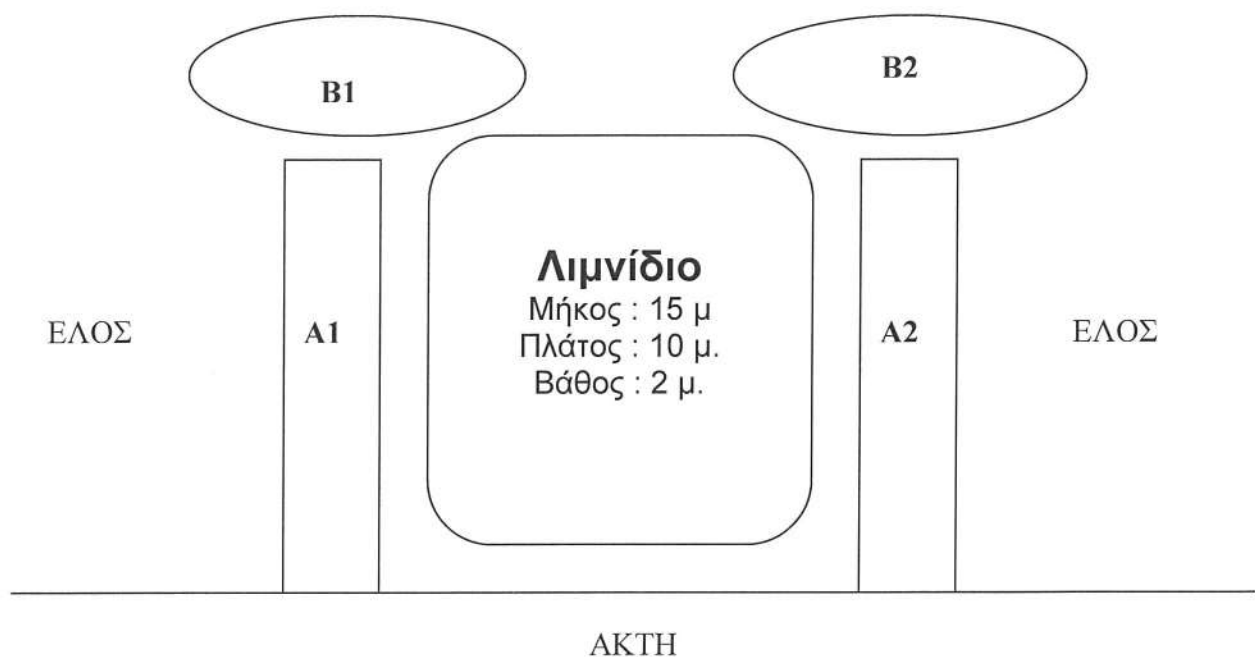 B1
B2
Λιμνίδιο
Μήκος : 15 μ
Πλάτος : 10 μ.
Βάθος : 2 μ.
ΕΛΟΣ
A1
A2
ΕΛΟΣ
ΑΚΤΗ